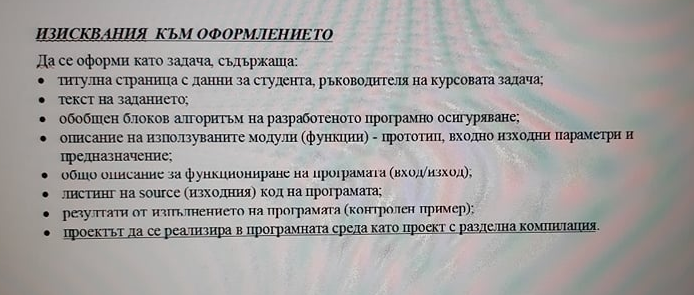 ИЗИСКВАНИЯ КЪМ ОФОРМЛЕНИЕТО
Да се оформи като задача, съдържаща:
• титулна страница с данни за студента, ръководителя на курсовата задача;
• текст на заданието;
• обобщен блоков алгоритъм на разработеното програмно осигуряване;
• описание на използуваните модули (функции) - прототип, входно изходни параметри и
предназначение;
• общо описание за функциониране на програмата (вход/изход);
• листинг на source (изходния) код на програмата;
• резултати от изпълнението на програмата (контролен пример);
• проектът да се реализира в програмната среда като проект с разделна компилация.